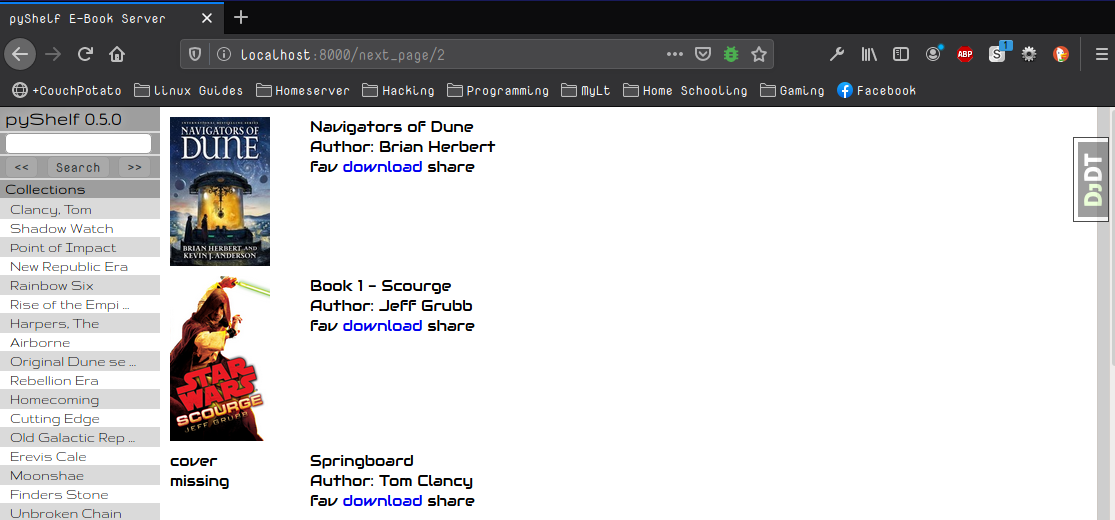 pyShelf E-Book Server
localhost:8000/next_page/2
ABP
S
1
+CouchPotato
linux Guides
Homeserver
Hacking
Programming
MyLt
Home Schooling
Gaming
Facebook
pyShelf 0.5.0
<<
Search
>>
Collections
Clancy, Tom
Shadow Watch
Point of Impact
New Republic Era
Rainbow Six
Rise of the Empi ...
Harpers, The
Airborne
Original Dune se ...
Rebellion Era
Homecoming
Cutting Edge
Old Galactic Rep ...
Erevis Cale
Moonshae
Finders Stone
Unbroken Chain
NAVIGATORS OF
DUNE
BRIAN HERBERT AND
KEVIN J. ANDERSON
Navigators of Dune
Author: Brian Herbert
fav download share
STAR
WARS
SCOURGE
JEFF GRUBB
Book 1 - Scourge
Author: Jeff Grubb
fav download share
cover
missing
Springboard
Author: Tom Clancy
fav download share
DJDT